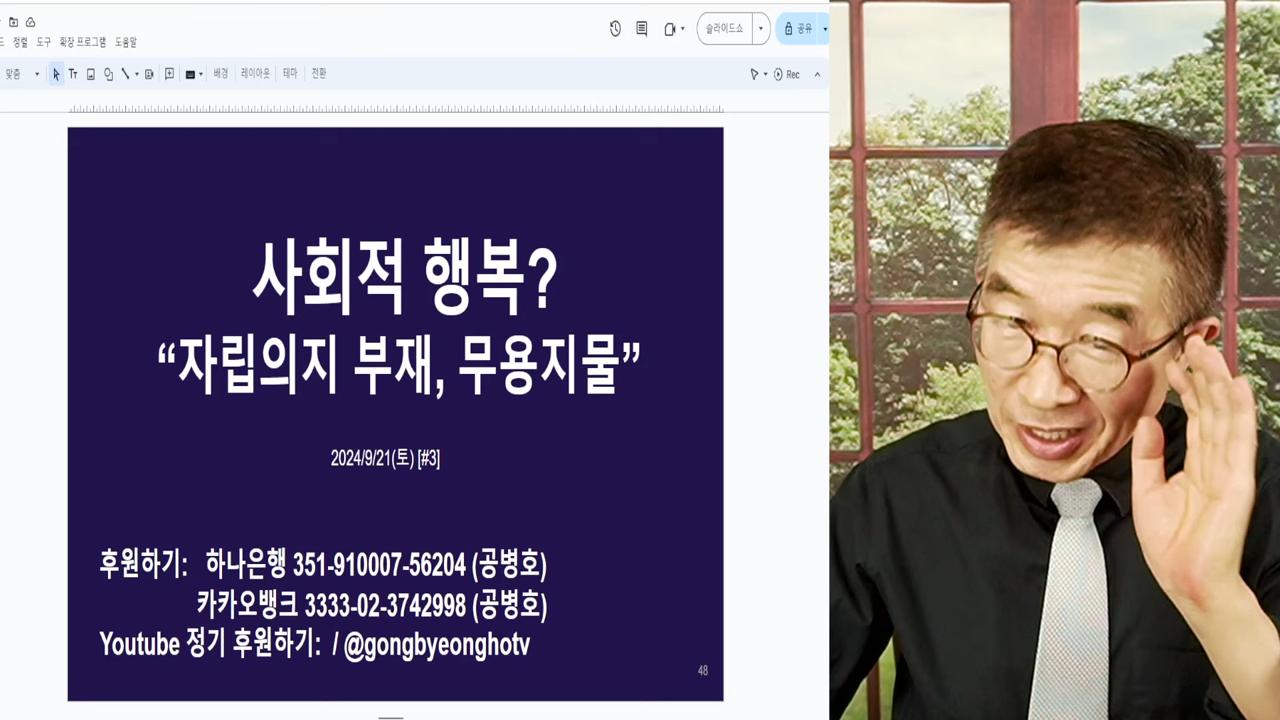 정렬 도구 확장 프로그램 도움말
슬라이드쇼
공유
맞춤
배경 레이아웃 테마 전환
Rec
사회적 행복?
“자립의지 부재, 무용지물”
2024/9/21(토) [#3]
후원하기: 하나은행 351-910007-56204 (공병호)
카카오뱅크 3333-02-3742998 (공병호)
Youtube 정기 후원하기: / @gongbyeonghotv
48